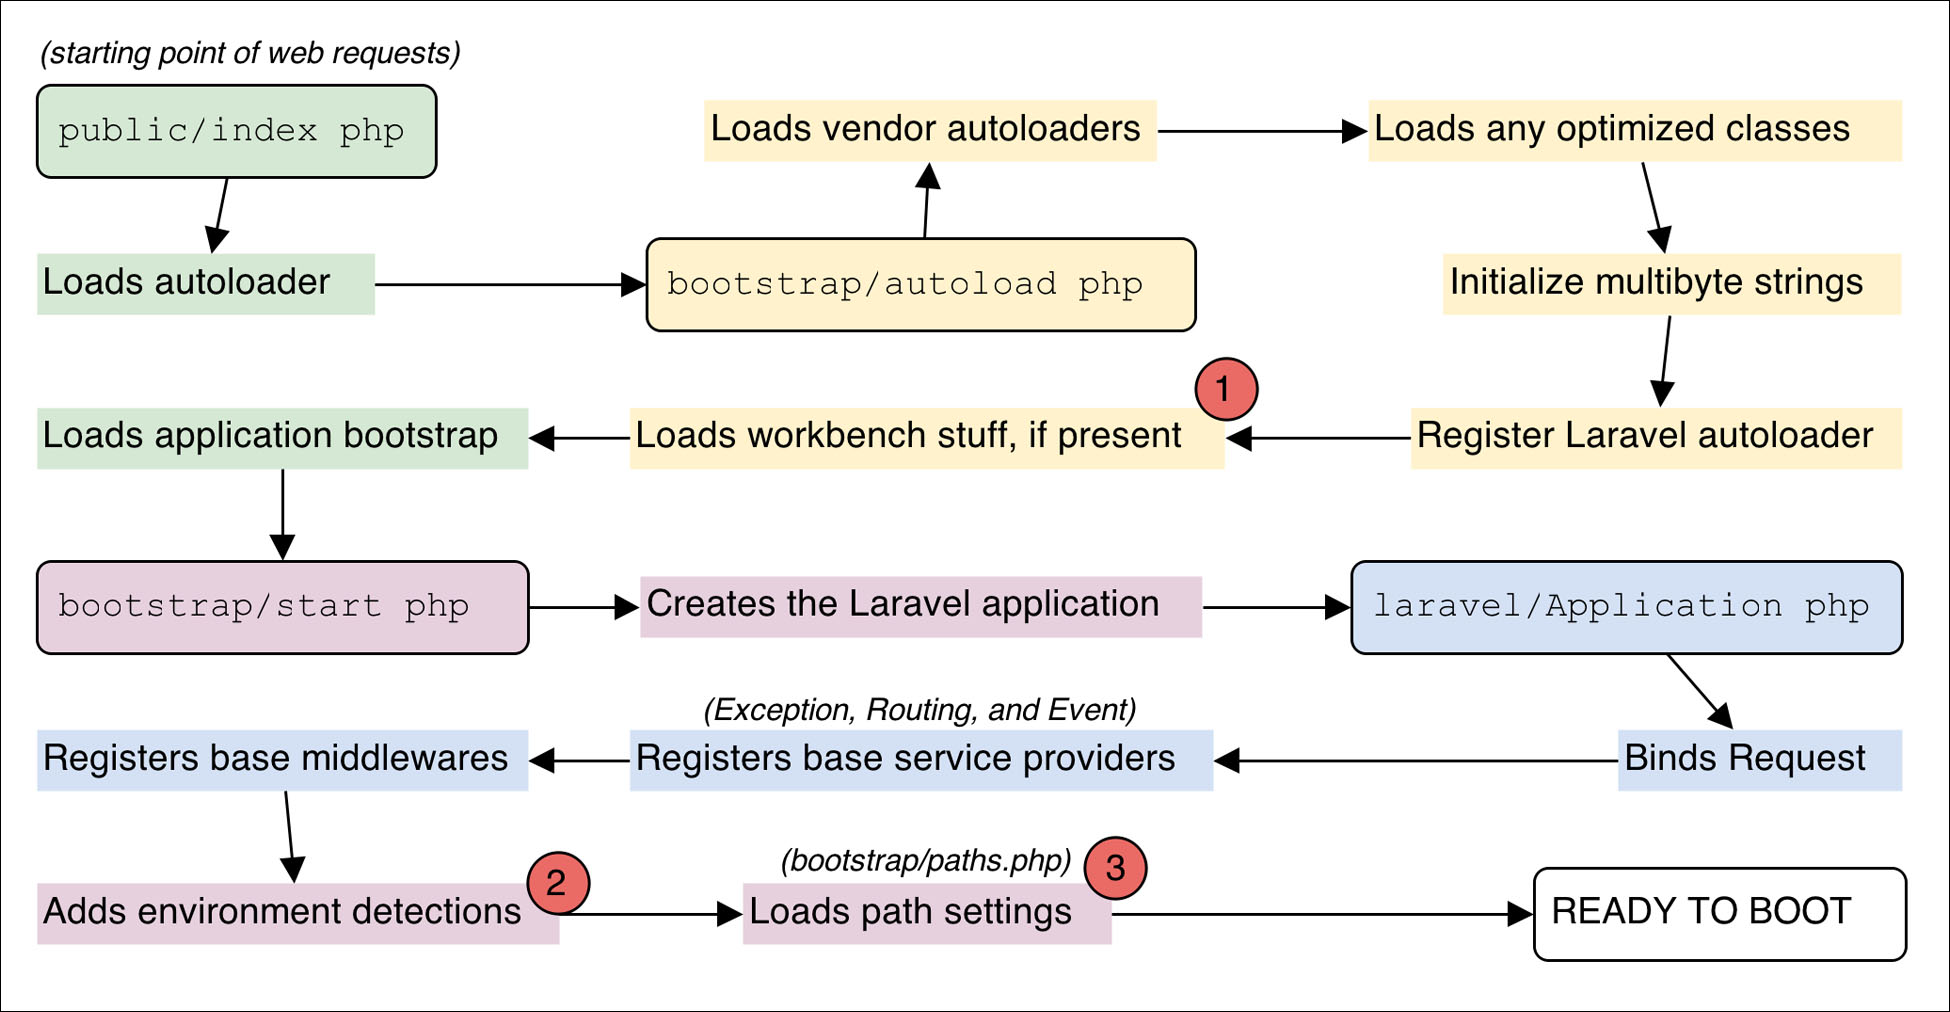 (starting point of web requests)
public/index php
Loads vendor autoloaders
Loads any optimized classes
Loads autoloader
bootstrap/autoload php
Initialize multibyte strings
1
Loads application bootstrap
Loads workbench stuff, if present
Register Laravel autoloader
bootstrap/start php
Creates the Laravel application
laravel/Application php
(Exception, Routing, and Event)
Registers base middlewares
Registers base service providers
Binds Request
(bootstrap/paths.php)
3
2
Adds environment detections
Loads path settings
READY TO BOOT